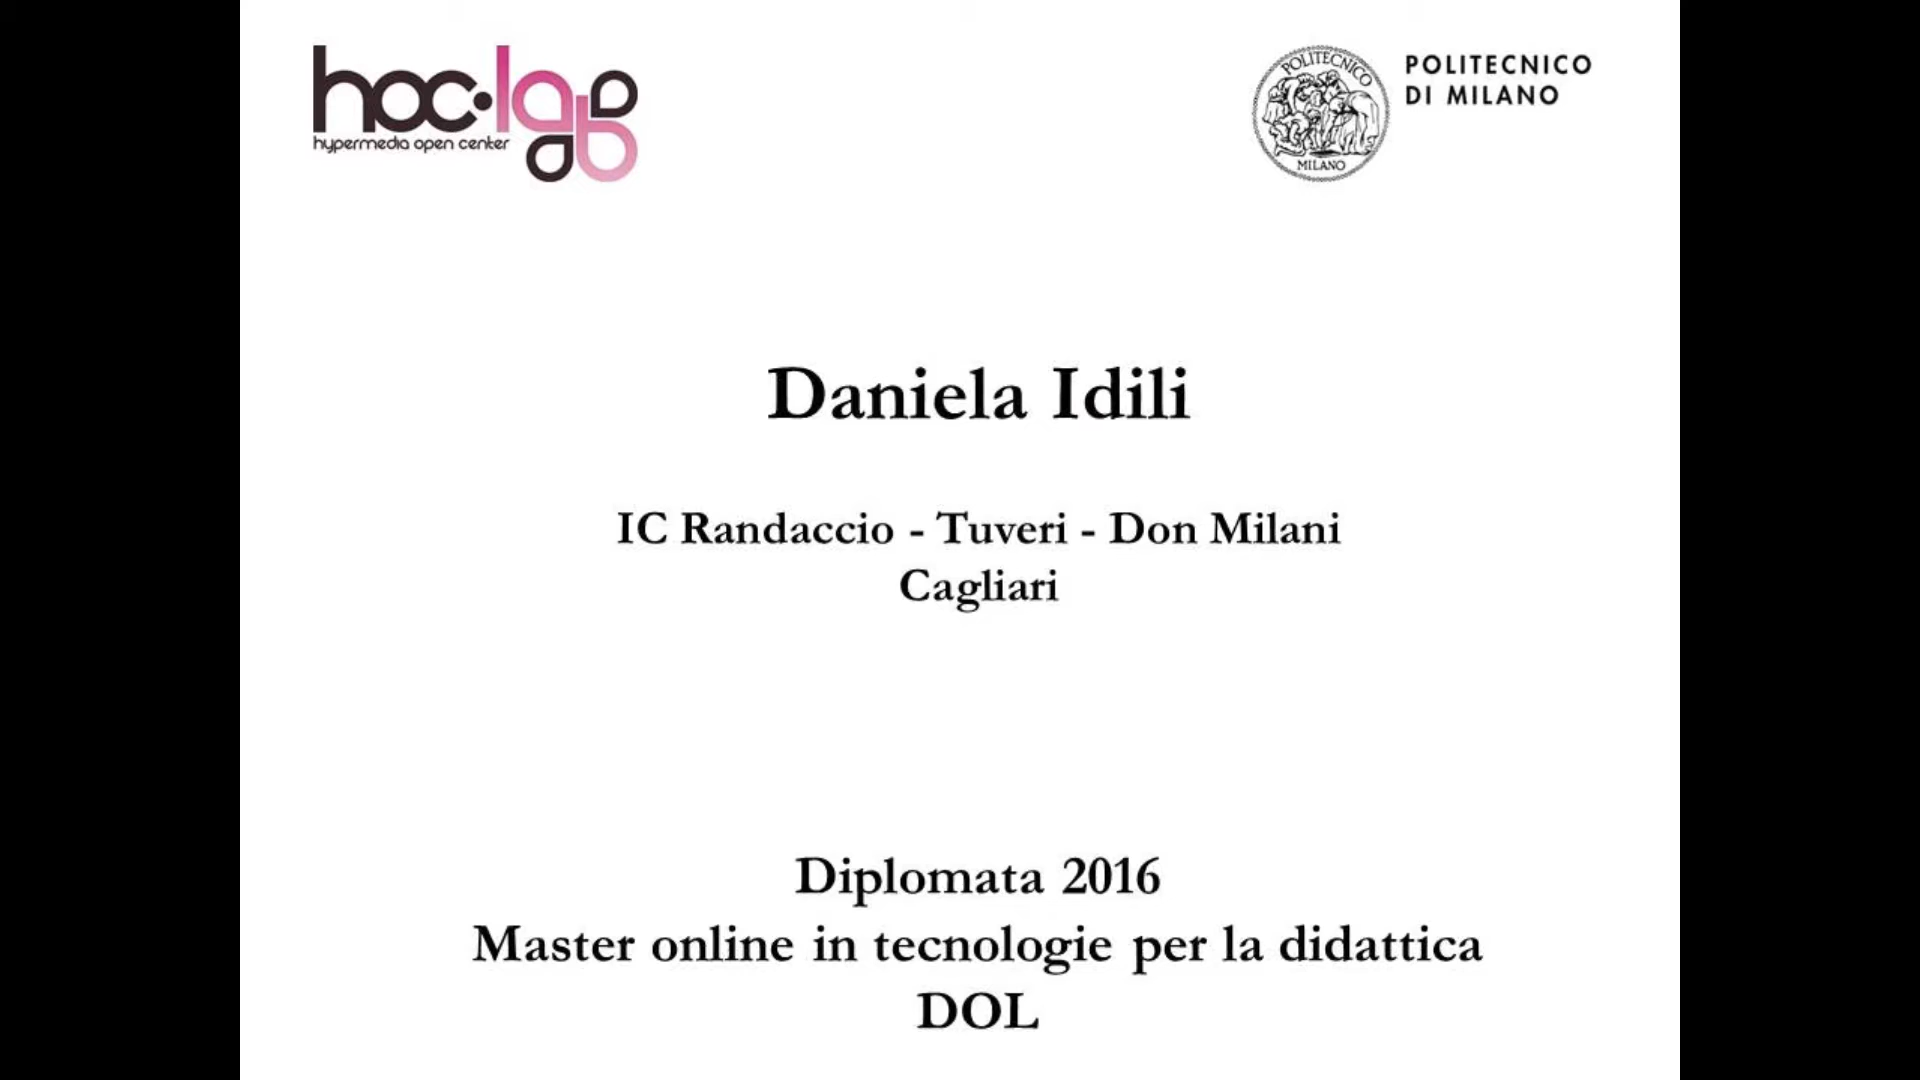 hoc·lab
hypermedia open center
POLITECNICO
MILANO
POLITECNICO
DI MILANO
Daniela Idili
IC Randaccio - Tuveri - Don Milani
Cagliari
Diplomata 2016
Master online in tecnologie per la didattica
DOL